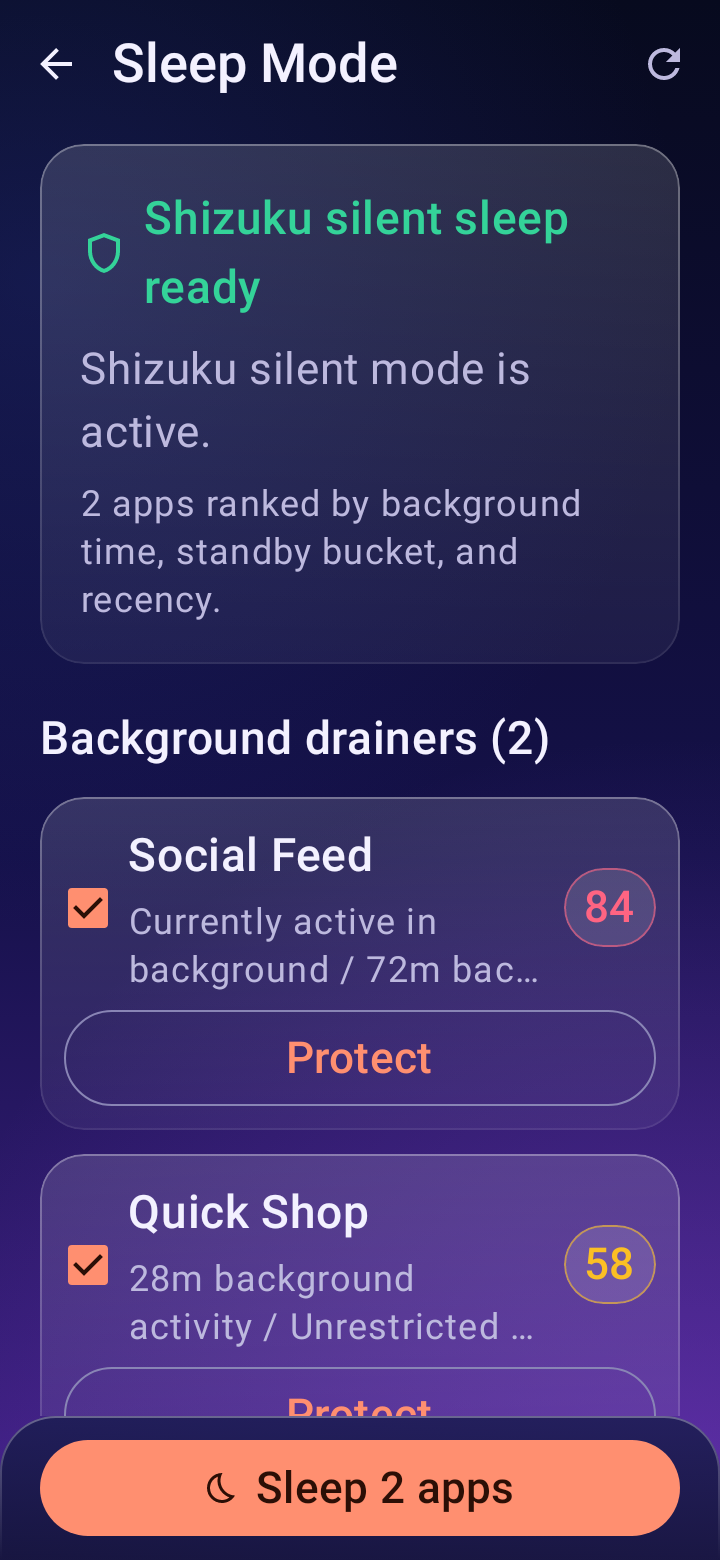 Sleep Mode
Shizuku silent sleep
ready
Shizuku silent mode is
active.
2 apps ranked by background
time, standby bucket, and
recency.
Background drainers (2)
Social Feed
Currently active in
background / 72m bac…
84
Protect
Quick Shop
28m background
activity / Unrestricted …
58
Protect
Sleep 2 apps